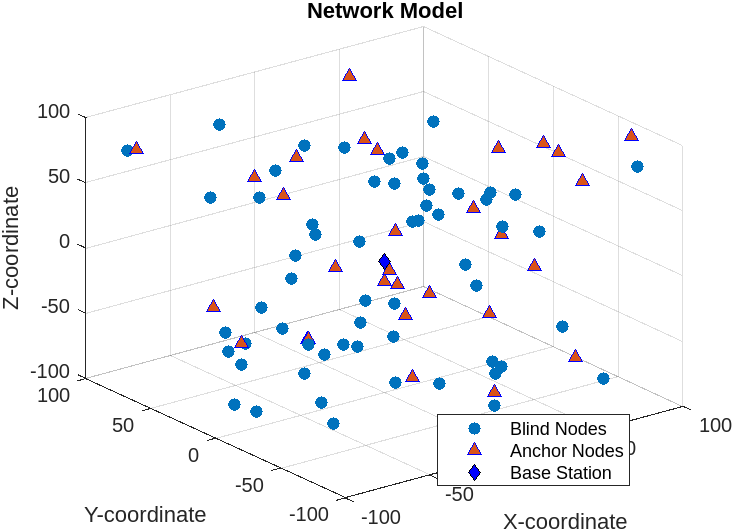 Network Model
100
50
0
-50
-100
Z-coordinate
100
50
0
-50
-100
Y-coordinate
-100
-50
0
100
X-coordinate
Blind Nodes
Anchor Nodes
Base Station